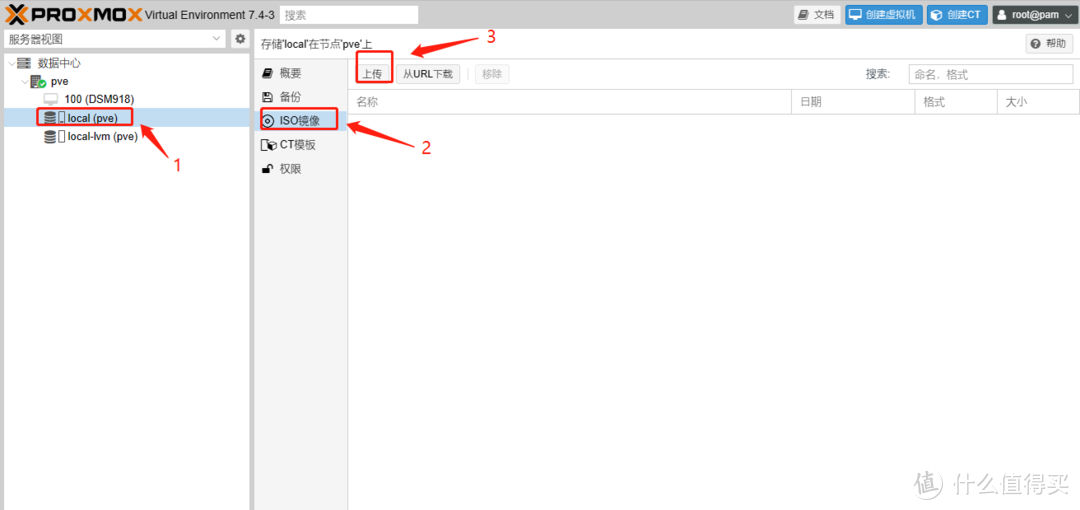 PROXMOX Virtual Environment 7.4-3 搜索 文档 创建虚拟机 创建CT root@pam
服务器视图
存储'local'在节点'pve'上 帮助
数据中心
pve
100 (DSM918)
local (pve)
local-lvm (pve)
1
概要
备份
ISO镜像
CT模板
权限
2
3
上传 从URL下载 移除 搜索: 命名、格式
名称 日期 格式 大小
值 什么值得买